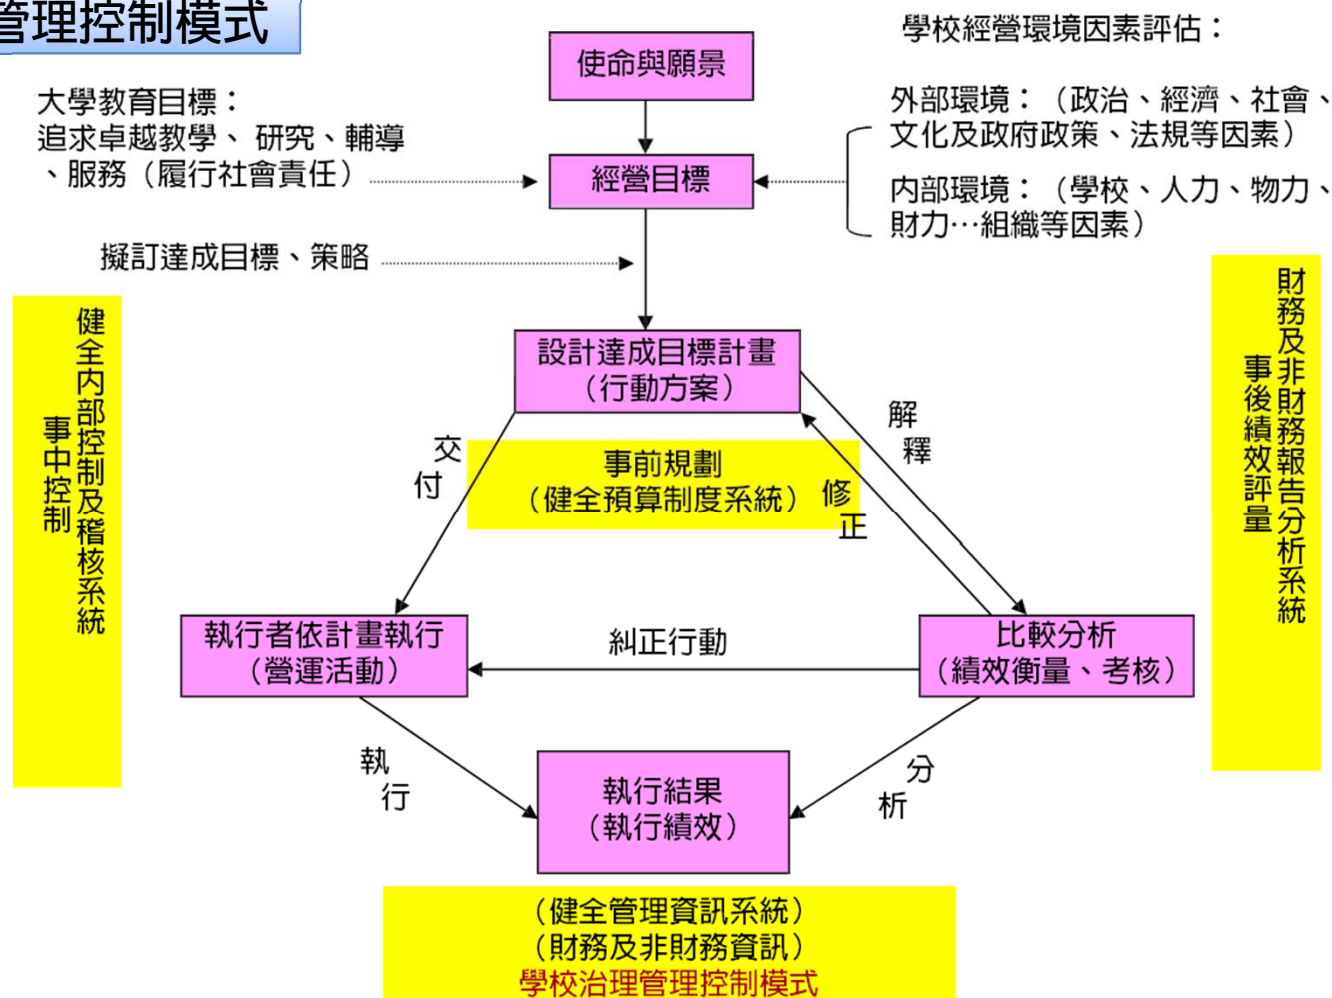 管理控制模式
學校經營環境因素評估：
使命與願景
大學教育目標：
追求卓越教學、 研究、輔導
、服務（履行社會責任）
外部環境：（政治、經濟、社會、
文化及政府政策、法規等因素）
經營目標
內部環境：（學校、人力、物力、
財力…組織等因素）
擬訂達成目標、策略
健全內部控制及稽核系統
事中控制
財務及非財務報告分析系統
事後績效評量
設計達成目標計畫
（行動方案）
解釋
交付
事前規劃
（健全預算制度系統）
修正
執行者依計畫執行
（營運活動）
糾正行動
比較分析
（績效衡量、考核）
執行
分析
執行結果
（執行績效）
（健全管理資訊系統）
（財務及非財務資訊）
學校治理管理控制模式